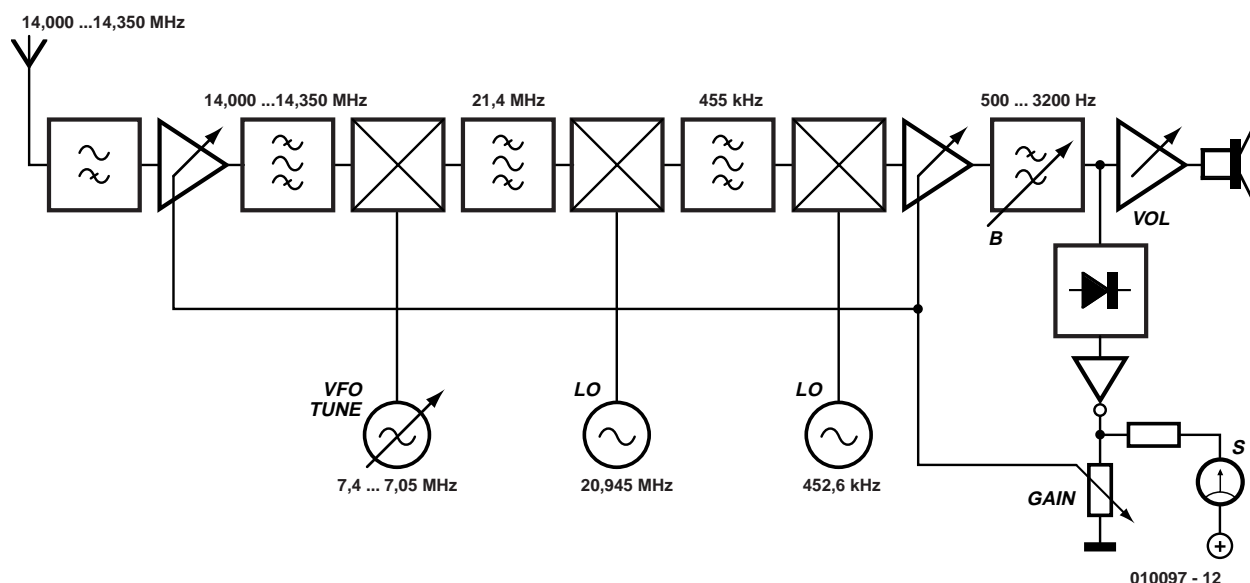 14,000 ...14,350 MHz
14,000 ...14,350 MHz
21,4 MHz
455 kHz
500 ... 3200 Hz
B
VOL
VFO
TUNE
LO
LO
7,4 ... 7,05 MHz
20,945 MHz
452,6 kHz
GAIN
S
+
010097 - 12